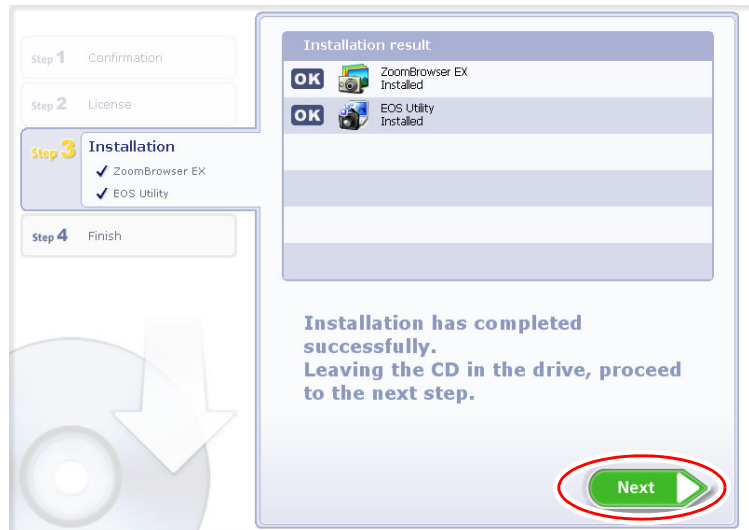 Step 1 Confirmation
Step 2 License
Step 3 Installation
ZoomBrowser EX
EOS Utility
Step 4 Finish
Installation result
OK ZoomBrowser EX
Installed
OK EOS Utility
Installed
Installation has completed
successfully.
Leaving the CD in the drive, proceed
to the next step.
Next